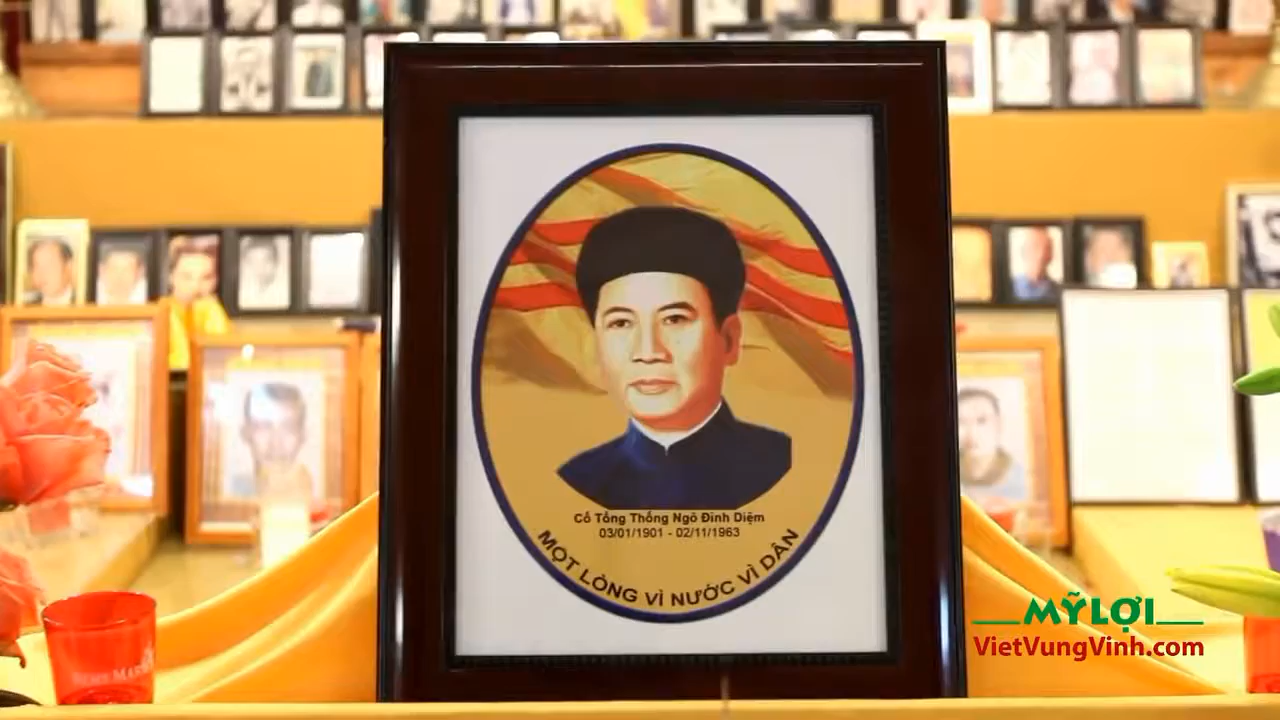 Cố Tổng Thống Ngô Đình Diệm
03/01/1901 - 02/11/1963
MỘT LÒNG VÌ NƯỚC VÌ DÂN
MỸ LỢI
VietVungVinh.com